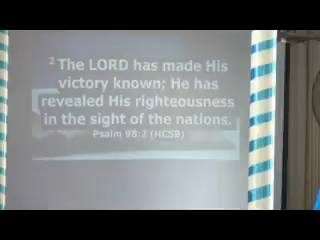 2 The LORD has made His
victory known; He has
revealed His righteousness
in the sight of the nations.
Psalm 98:2 (HCSB)